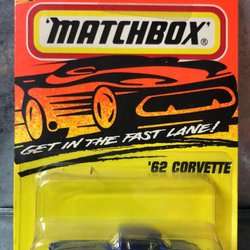 MATCHBOX®
GET IN THE FAST LANE!
'62 CORVETTE